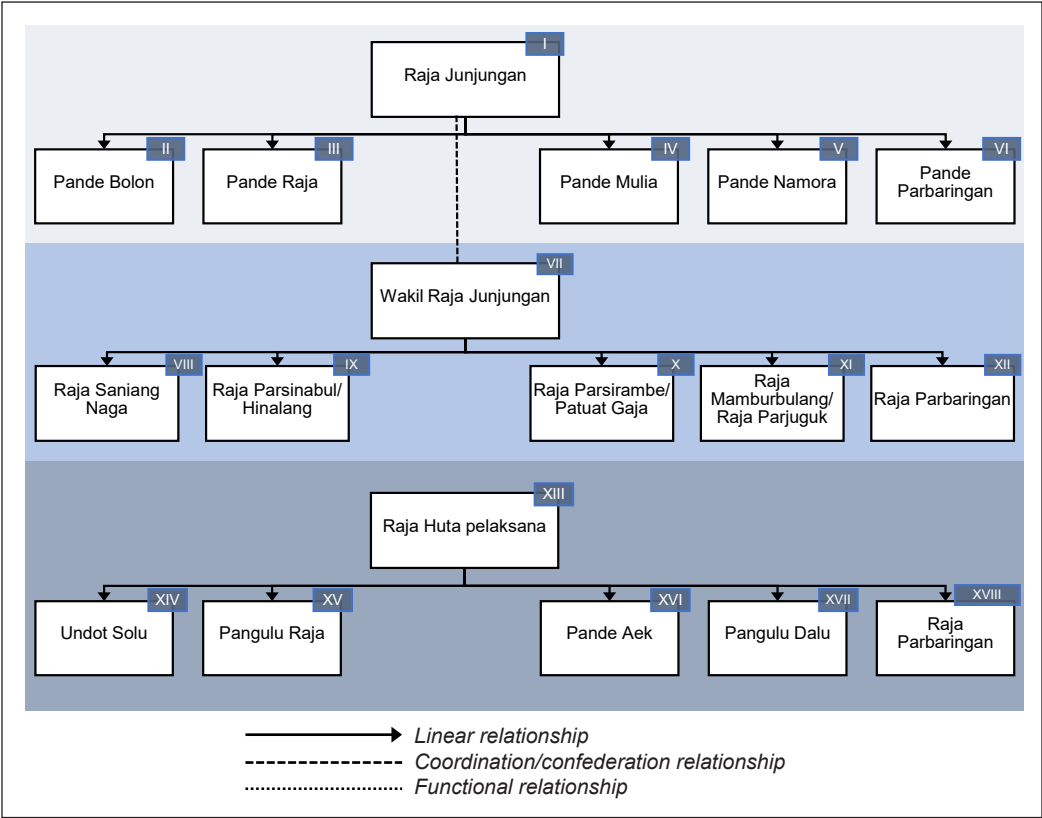 I
Raja Junjungan
II
Pande Bolon
III
Pande Raja
IV
Pande Mulia
V
Pande Namora
VI
Pande
Parbaringan
VII
Wakil Raja Junjungan
VIII
Raja Saniang
Naga
IX
Raja Parsinabul/
Hinalang
X
Raja Parsirambe/
Patuat Gaja
XI
Raja
Mamburbulang/
Raja Parjuguk
XII
Raja Parbaringan
XIII
Raja Huta pelaksana
XIV
Undot Solu
XV
Pangulu Raja
XVI
Pande Aek
XVII
Pangulu Dalu
XVIII
Raja
Parbaringan
Linear relationship
Coordination/confederation relationship
Functional relationship